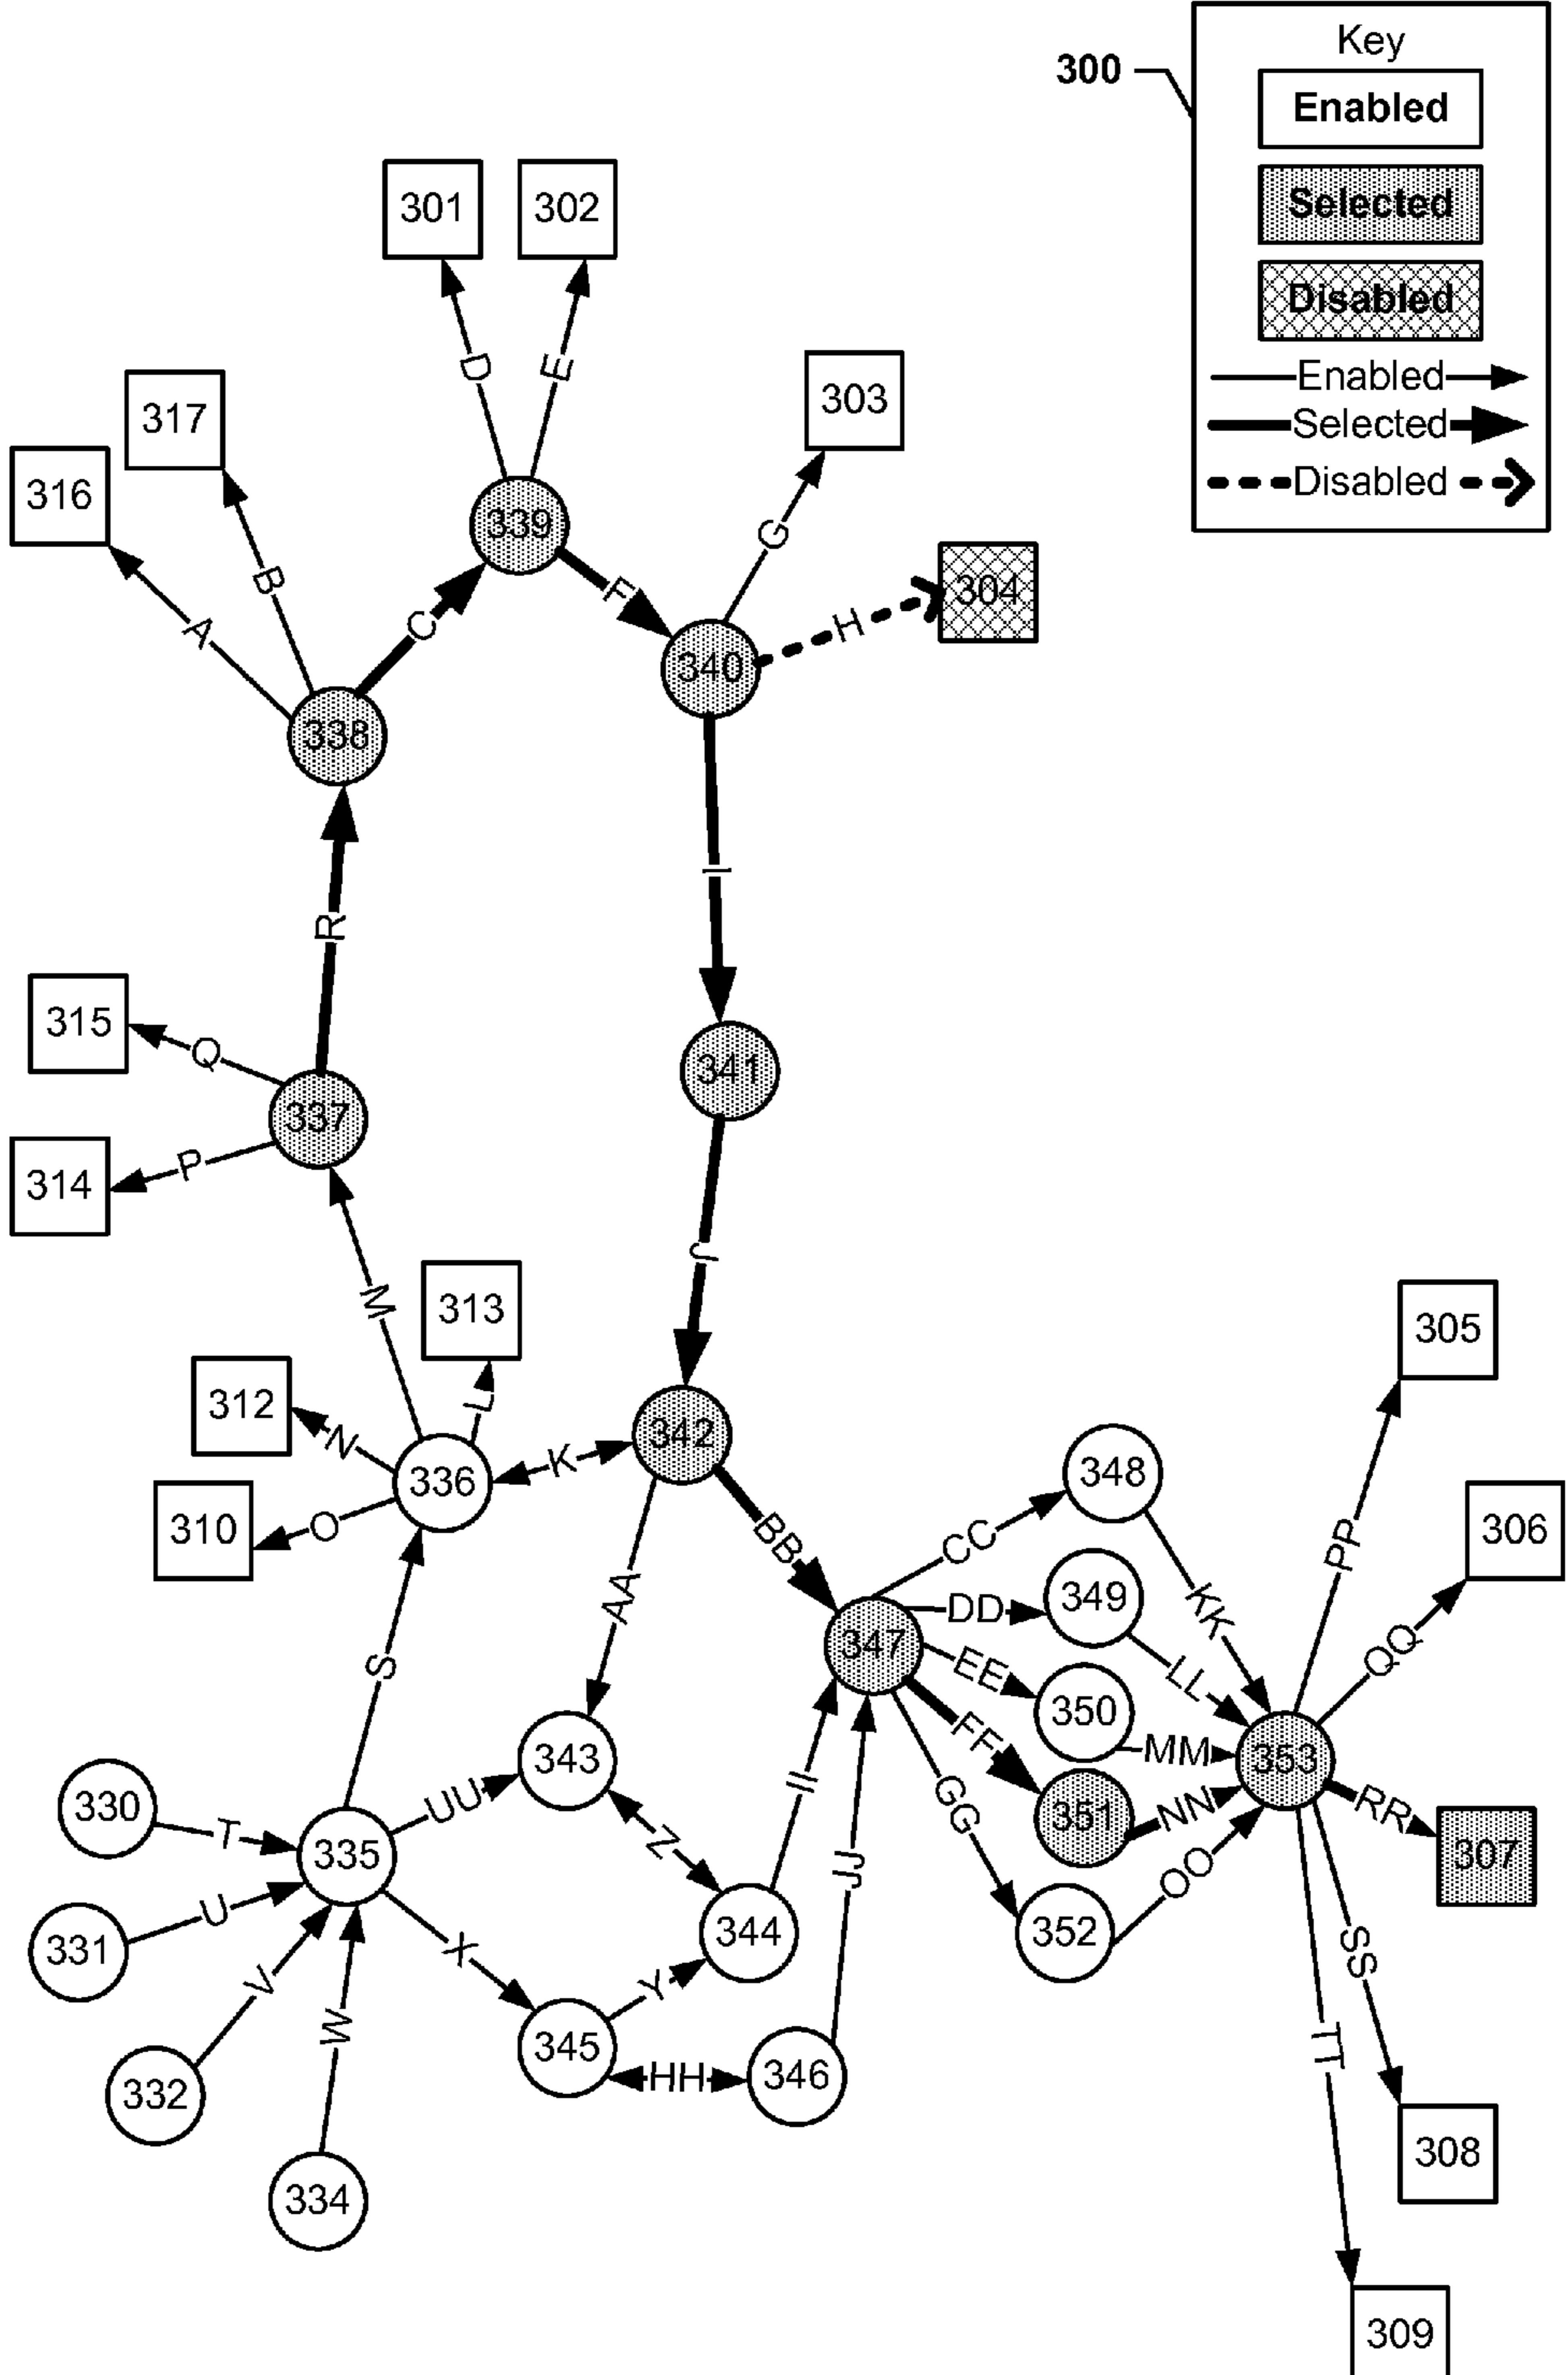 Key
300
Enabled
Selected
Disabled
Enabled
Selected
Disabled
301
302
D
E
303
317
316
B
A
339
G
C
F
304
H
340
338
I
R
315
Q
341
337
314
P
J
M
313
305
312
L
N
342
K
348
336
310
O
306
BB
CC
PP
AA
349
DD
KK
347
EE
LL
QQ
S
350
FF
MM
353
343
II
GG
UU
330
T
351
NN
RR
Z
335
307
JJ
OO
U
331
X
344
352
SS
V
Y
W
345
HH
346
TT
332
308
334
309